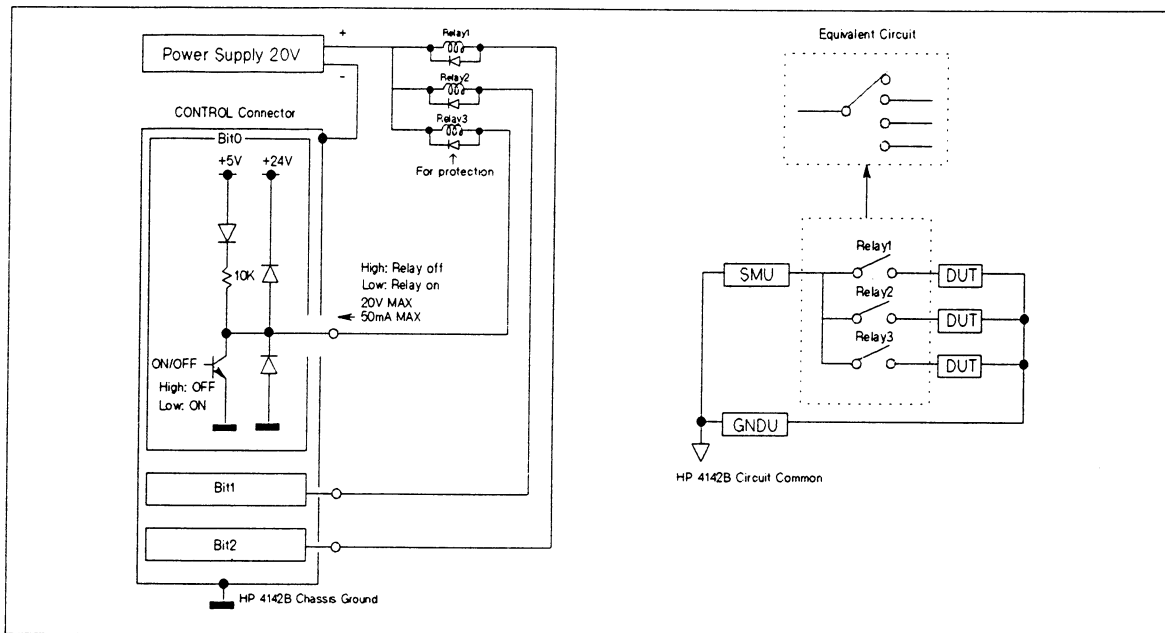 Power Supply 20V
+
-
Relay1
Relay2
Relay3
For protection
CONTROL Connector
Bit0
+5V
+24V
10K
ON/OFF
High: OFF
Low: ON
High: Relay off
Low: Relay on
20V MAX
50mA MAX
Bit1
Bit2
HP 4142B Chassis Ground
Equivalent Circuit
SMU
Relay1
DUT
Relay2
DUT
Relay3
DUT
GNDU
HP 4142B Circuit Common